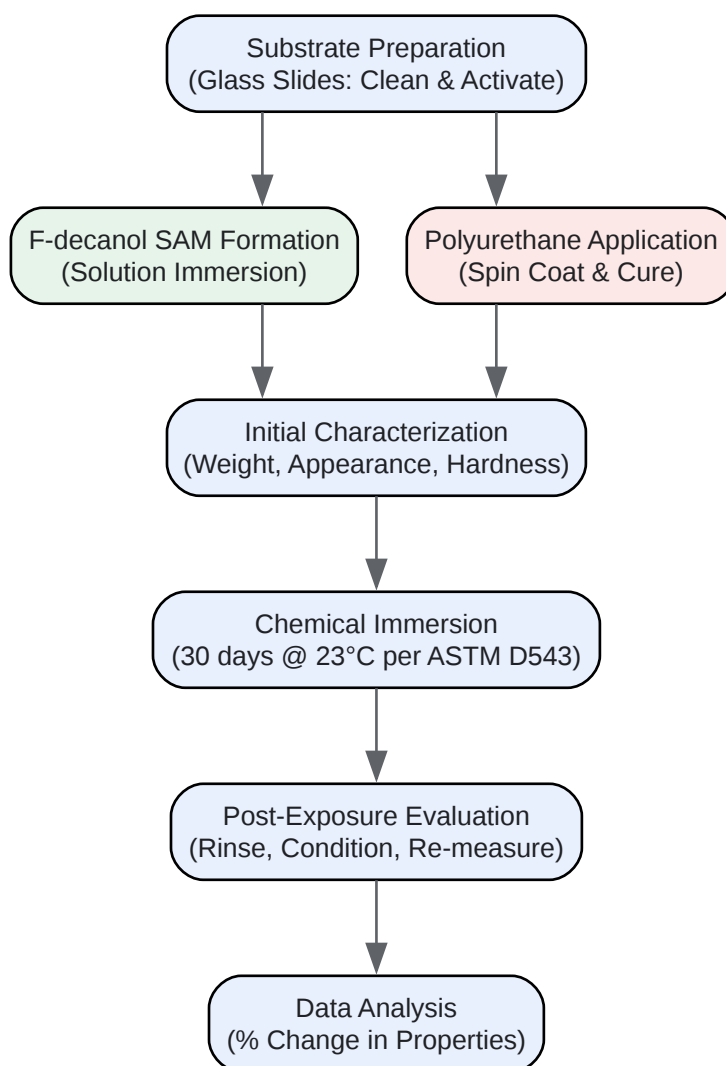 Substrate Preparation
(Glass Slides: Clean & Activate)
F-decanol SAM Formation
(Solution Immersion)
Polyurethane Application
(Spin Coat & Cure)
Initial Characterization
(Weight, Appearance, Hardness)
Chemical Immersion
(30 days @ 23°C per ASTM D543)
Post-Exposure Evaluation
(Rinse, Condition, Re-measure)
Data Analysis
(% Change in Properties)